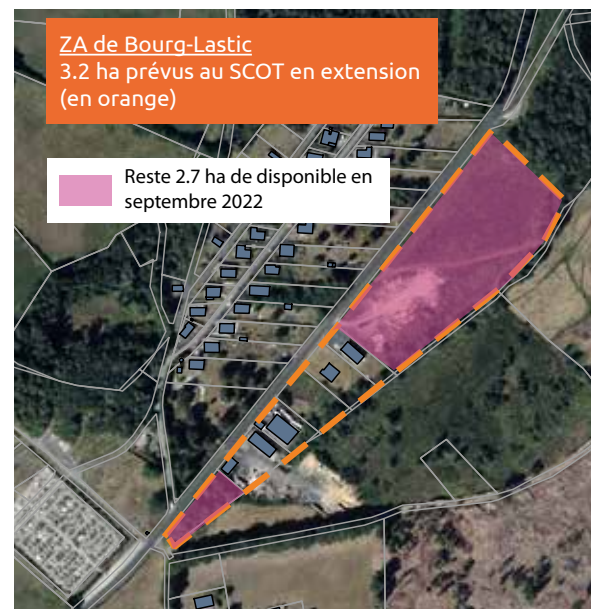 ZA de Bourg-Lastic
3.2 ha prévus au SCOT en extension
(en orange)
Reste 2.7 ha de disponible en
septembre 2022